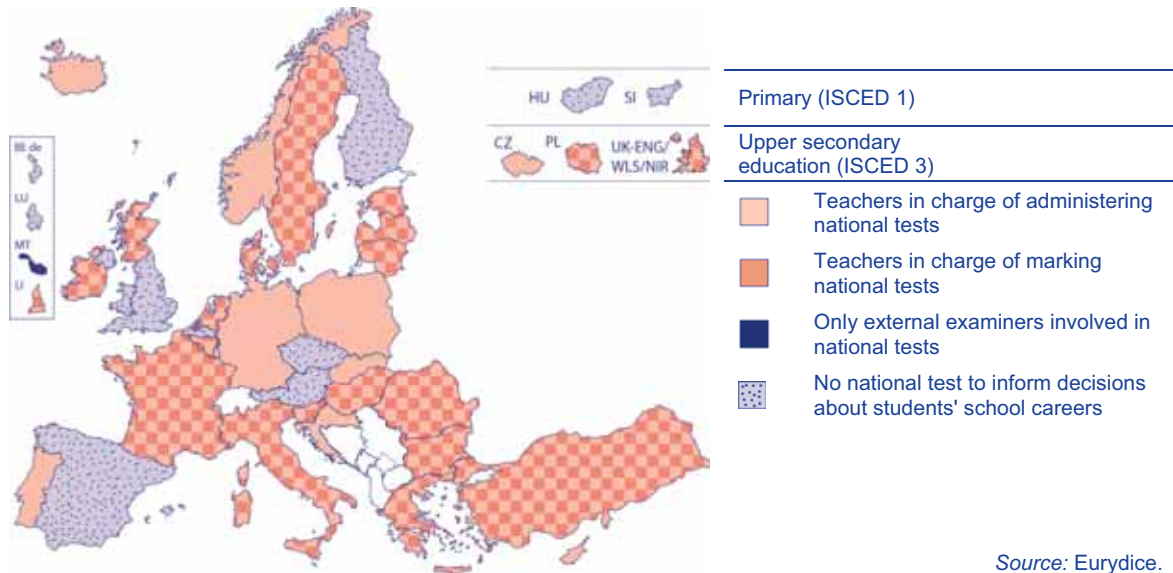 HU SI
CZ PL UK-ENG/
WLS/NIR
BE de
LU
MT
LI
Primary (ISCED 1)
Upper secondary
education (ISCED 3)
Teachers in charge of administering
national tests
Teachers in charge of marking
national tests
Only external examiners involved in
national tests
No national test to inform decisions
about students' school careers
Source: Eurydice.